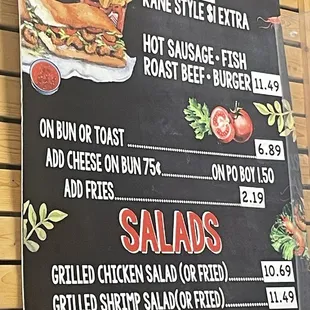 KANE STYLE $1 EXTRA
HOT SAUSAGE • FISH
ROAST BEEF • BURGER 11.49
ON BUN OR TOAST 6.89
ADD CHEESE ON BUN 75¢ ON PO BOY 1.50
ADD FRIES 2.19
SALADS
GRILLED CHICKEN SALAD (OR FRIED) 10.69
GRILLED SHRIMP SALAD(OR FRIED) 11.49